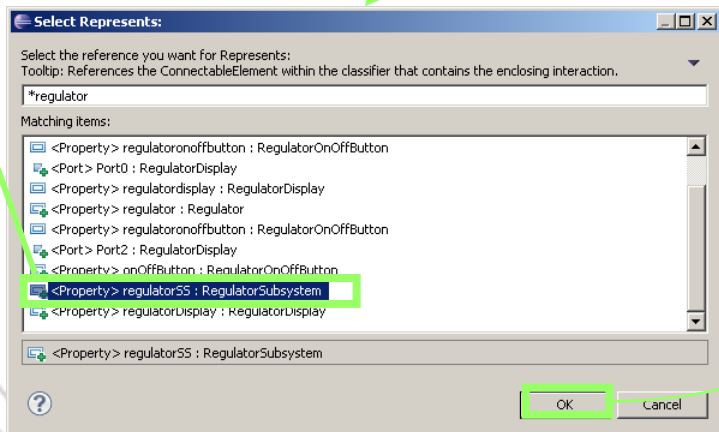 Select Represents:
Select the reference you want for Represents:
Tooltip: References the ConnectableElement within the classifier that contains the enclosing interaction.
*regulator
Matching items:
<Property> regulatoronoffbutton : RegulatorOnOffButton
<Port> Port0 : RegulatorDisplay
<Property> regulatordisplay : RegulatorDisplay
<Property> regulator : Regulator
<Property> regulatoronoffbutton : RegulatorOnOffButton
<Port> Port2 : RegulatorDisplay
<Property> onOffButton : RegulatorOnOffButton
<Property> regulatorSS : RegulatorSubsystem
<Property> regulatorDisplay : RegulatorDisplay
<Property> regulatorSS : RegulatorSubsystem
?
OK Cancel